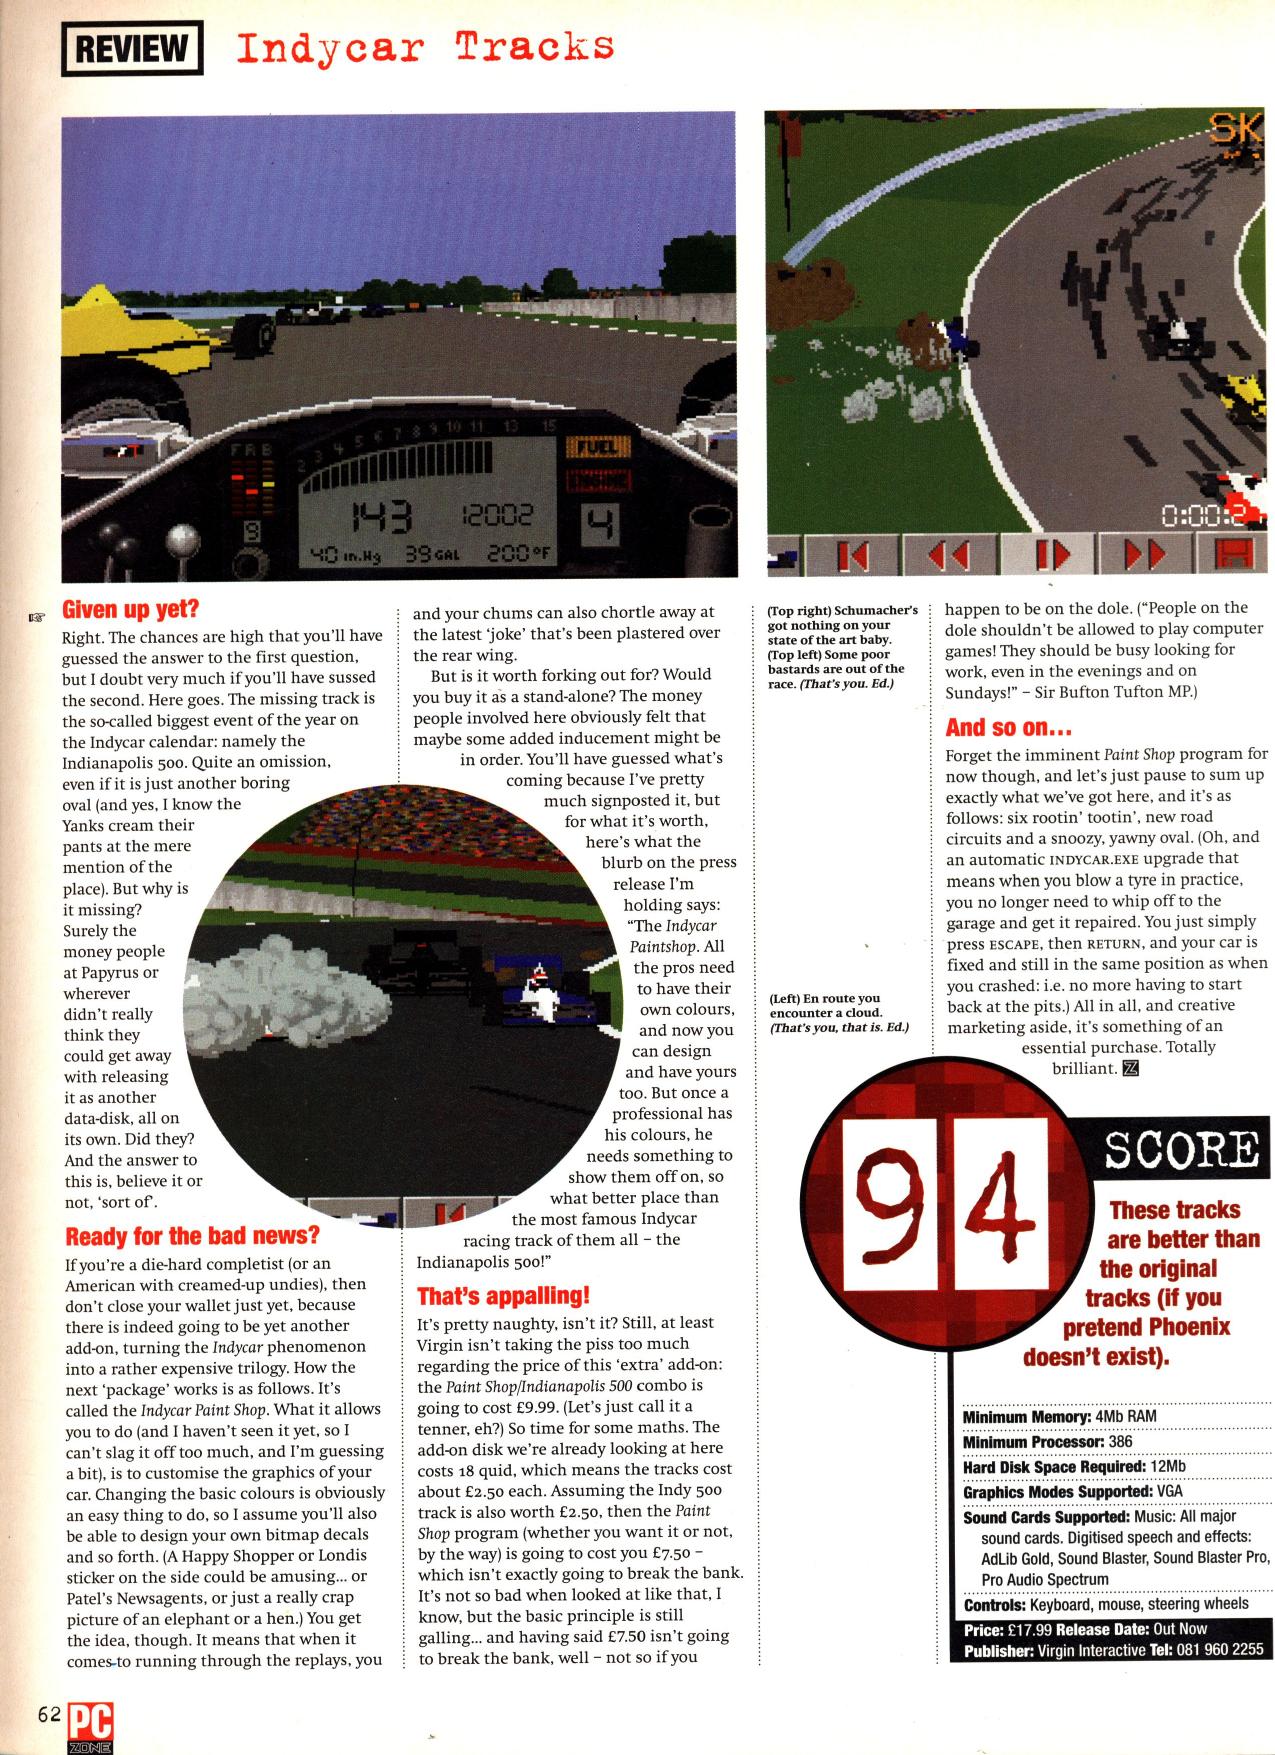 REVIEW Indycar Tracks
SK
F R B
2 3 4 5 6 7 8 9 10 11 13 15
FUEL
ENGINE
143 12002
4
9
40 in.Hg 39 GAL 200°F
0:00:2
Given up yet?
Right. The chances are high that you'll have
guessed the answer to the first question,
but I doubt very much if you'll have sussed
the second. Here goes. The missing track is
the so-called biggest event of the year on
the Indycar calendar: namely the
Indianapolis 500. Quite an omission,
even if it is just another boring
oval (and yes, I know the
Yanks cream their
pants at the mere
mention of the
place). But why is
it missing?
Surely the
money people
at Papyrus or
wherever
didn't really
think they
could get away
with releasing
it as another
data-disk, all on
its own. Did they?
And the answer to
this is, believe it or
not, 'sort of'.
Ready for the bad news?
If you're a die-hard completist (or an
American with creamed-up undies), then
don't close your wallet just yet, because
there is indeed going to be yet another
add-on, turning the Indycar phenomenon
into a rather expensive trilogy. How the
next 'package' works is as follows. It's
called the Indycar Paint Shop. What it allows
you to do (and I haven't seen it yet, so I
can't slag it off too much, and I'm guessing
a bit), is to customise the graphics of your
car. Changing the basic colours is obviously
an easy thing to do, so I assume you'll also
be able to design your own bitmap decals
and so forth. (A Happy Shopper or Londis
sticker on the side could be amusing... or
Patel's Newsagents, or just a really crap
picture of an elephant or a hen.) You get
the idea, though. It means that when it
comes to running through the replays, you
and your chums can also chortle away at
the latest 'joke' that's been plastered over
the rear wing.
But is it worth forking out for? Would
you buy it as a stand-alone? The money
people involved here obviously felt that
maybe some added inducement might be
in order. You'll have guessed what's
coming because I've pretty
much signposted it, but
for what it's worth,
here's what the
blurb on the press
release I'm
holding says:
"The Indycar
Paintshop. All
the pros need
to have their
own colours,
and now you
can design
and have yours
too. But once a
professional has
his colours, he
needs something to
show them off on, so
what better place than
the most famous Indycar
racing track of them all – the
Indianapolis 500!"
That's appalling!
It's pretty naughty, isn't it? Still, at least
Virgin isn't taking the piss too much
regarding the price of this 'extra' add-on:
the Paint Shop/Indianapolis 500 combo is
going to cost £9.99. (Let's just call it a
tenner, eh?) So time for some maths. The
add-on disk we're already looking at here
costs 18 quid, which means the tracks cost
about £2.50 each. Assuming the Indy 500
track is also worth £2.50, then the Paint
Shop program (whether you want it or not,
by the way) is going to cost you £7.50 –
which isn't exactly going to break the bank.
It's not so bad when looked at like that, I
know, but the basic principle is still
galling... and having said £7.50 isn't going
to break the bank, well – not so if you
(Top right) Schumacher's
got nothing on your
state of the art baby.
(Top left) Some poor
bastards are out of the
race. (That's you. Ed.)
(Left) En route you
encounter a cloud.
(That's you, that is. Ed.)
happen to be on the dole. ("People on the
dole shouldn't be allowed to play computer
games! They should be busy looking for
work, even in the evenings and on
Sundays!" – Sir Bufton Tufton MP.)
And so on...
Forget the imminent Paint Shop program for
now though, and let's just pause to sum up
exactly what we've got here, and it's as
follows: six rootin' tootin', new road
circuits and a snoozy, yawny oval. (Oh, and
an automatic INDYCAR.EXE upgrade that
means when you blow a tyre in practice,
you no longer need to whip off to the
garage and get it repaired. You just simply
press ESCAPE, then RETURN, and your car is
fixed and still in the same position as when
you crashed: i.e. no more having to start
back at the pits.) All in all, and creative
marketing aside, it's something of an
essential purchase. Totally
brilliant. Z
94
SCORE
These tracks
are better than
the original
tracks (if you
pretend Phoenix
doesn't exist).
Minimum Memory: 4Mb RAM
Minimum Processor: 386
Hard Disk Space Required: 12Mb
Graphics Modes Supported: VGA
Sound Cards Supported: Music: All major
sound cards. Digitised speech and effects:
AdLib Gold, Sound Blaster, Sound Blaster Pro,
Pro Audio Spectrum
Controls: Keyboard, mouse, steering wheels
Price: £17.99 Release Date: Out Now
Publisher: Virgin Interactive Tel: 081 960 2255
62 PC
ZONE